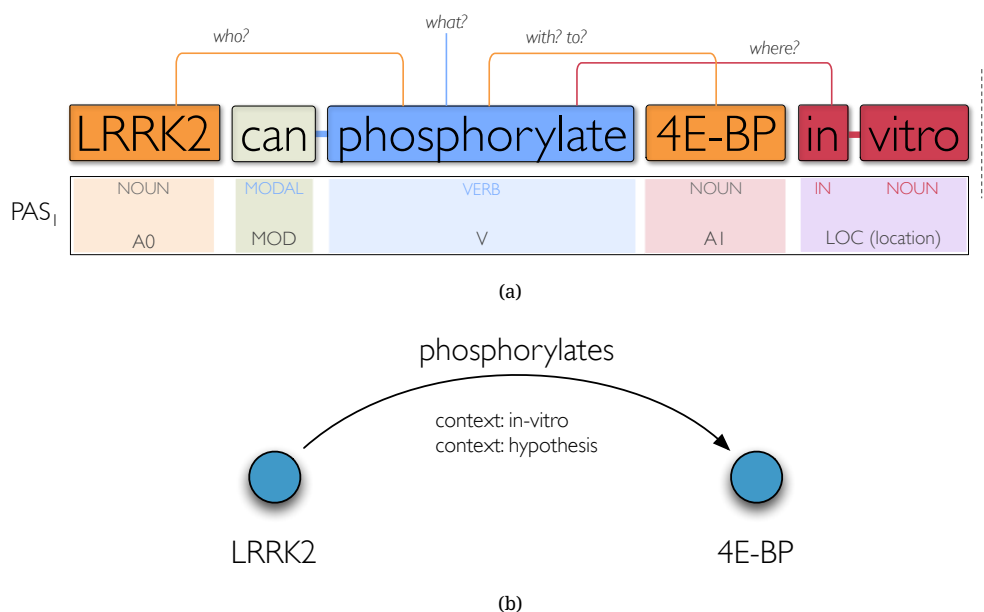 who? what? with? to? where?
LRRK2 can phosphorylate 4E-BP in vitro
NOUN MODAL VERB NOUN IN NOUN
PAS1
A0 MOD V A1 LOC (location)
(a)
phosphorylates
context: in-vitro
context: hypothesis
LRRK2 4E-BP
(b)